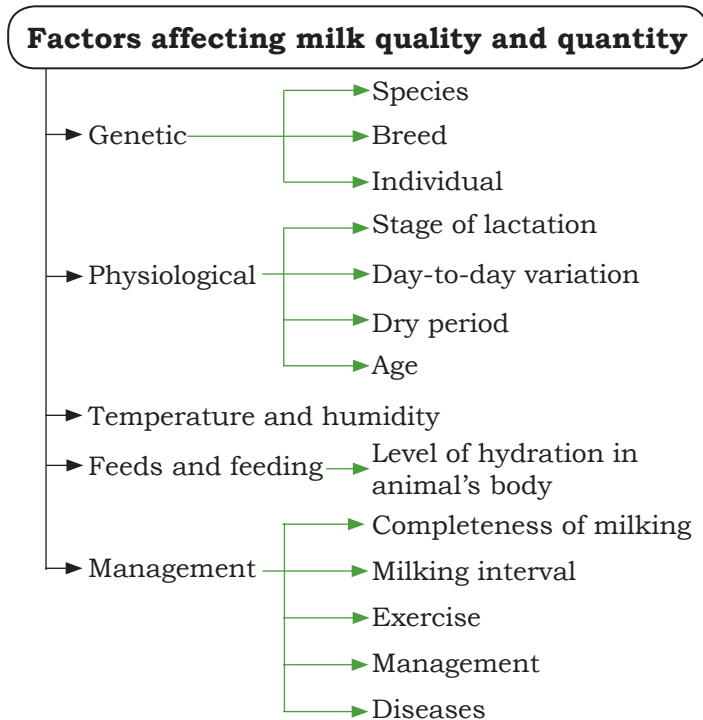 Factors affecting milk quality and quantity
Genetic
Species
Breed
Individual
Physiological
Stage of lactation
Day-to-day variation
Dry period
Age
Temperature and humidity
Feeds and feeding
Level of hydration in
animal's body
Management
Completeness of milking
Milking interval
Exercise
Management
Diseases